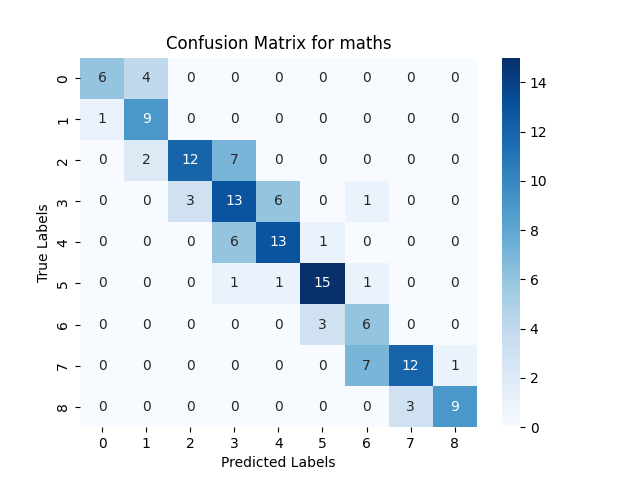 Confusion Matrix for maths
0 6 4 0 0 0 0 0 0 0
1 1 9 0 0 0 0 0 0 0
2 0 2 12 7 0 0 0 0 0
3 0 0 3 13 6 0 1 0 0
4 0 0 0 6 13 1 0 0 0
5 0 0 0 1 1 15 1 0 0
6 0 0 0 0 0 3 6 0 0
7 0 0 0 0 0 0 7 12 1
8 0 0 0 0 0 0 0 3 9
0 1 2 3 4 5 6 7 8
Predicted Labels
True Labels
14
12
10
8
6
4
2
0